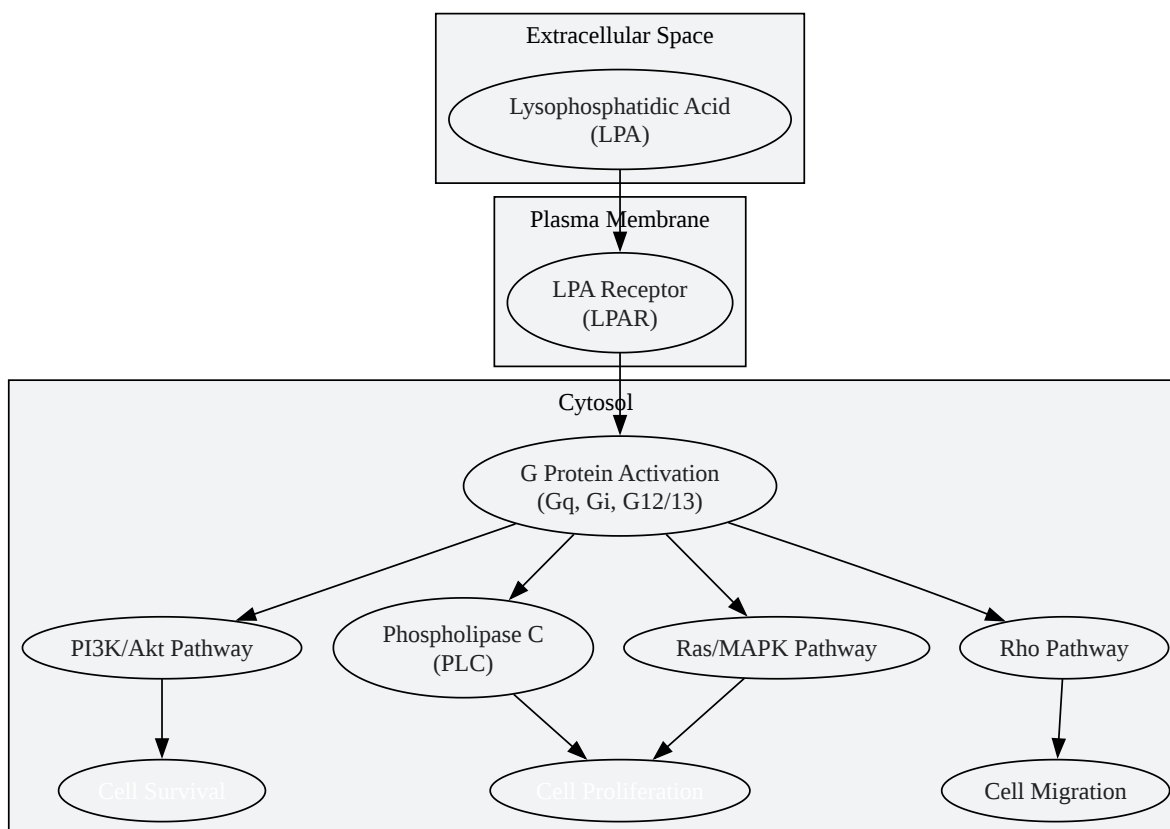 Extracellular Space
Lysophosphatidic Acid
(LPA)
Plasma Membrane
LPA Receptor
(LPAR)
Cytosol
G Protein Activation
(Gq, Gi, G12/13)
PI3K/Akt Pathway
Phospholipase C
(PLC)
Ras/MAPK Pathway
Rho Pathway
Cell Survival
Cell Proliferation
Cell Migration